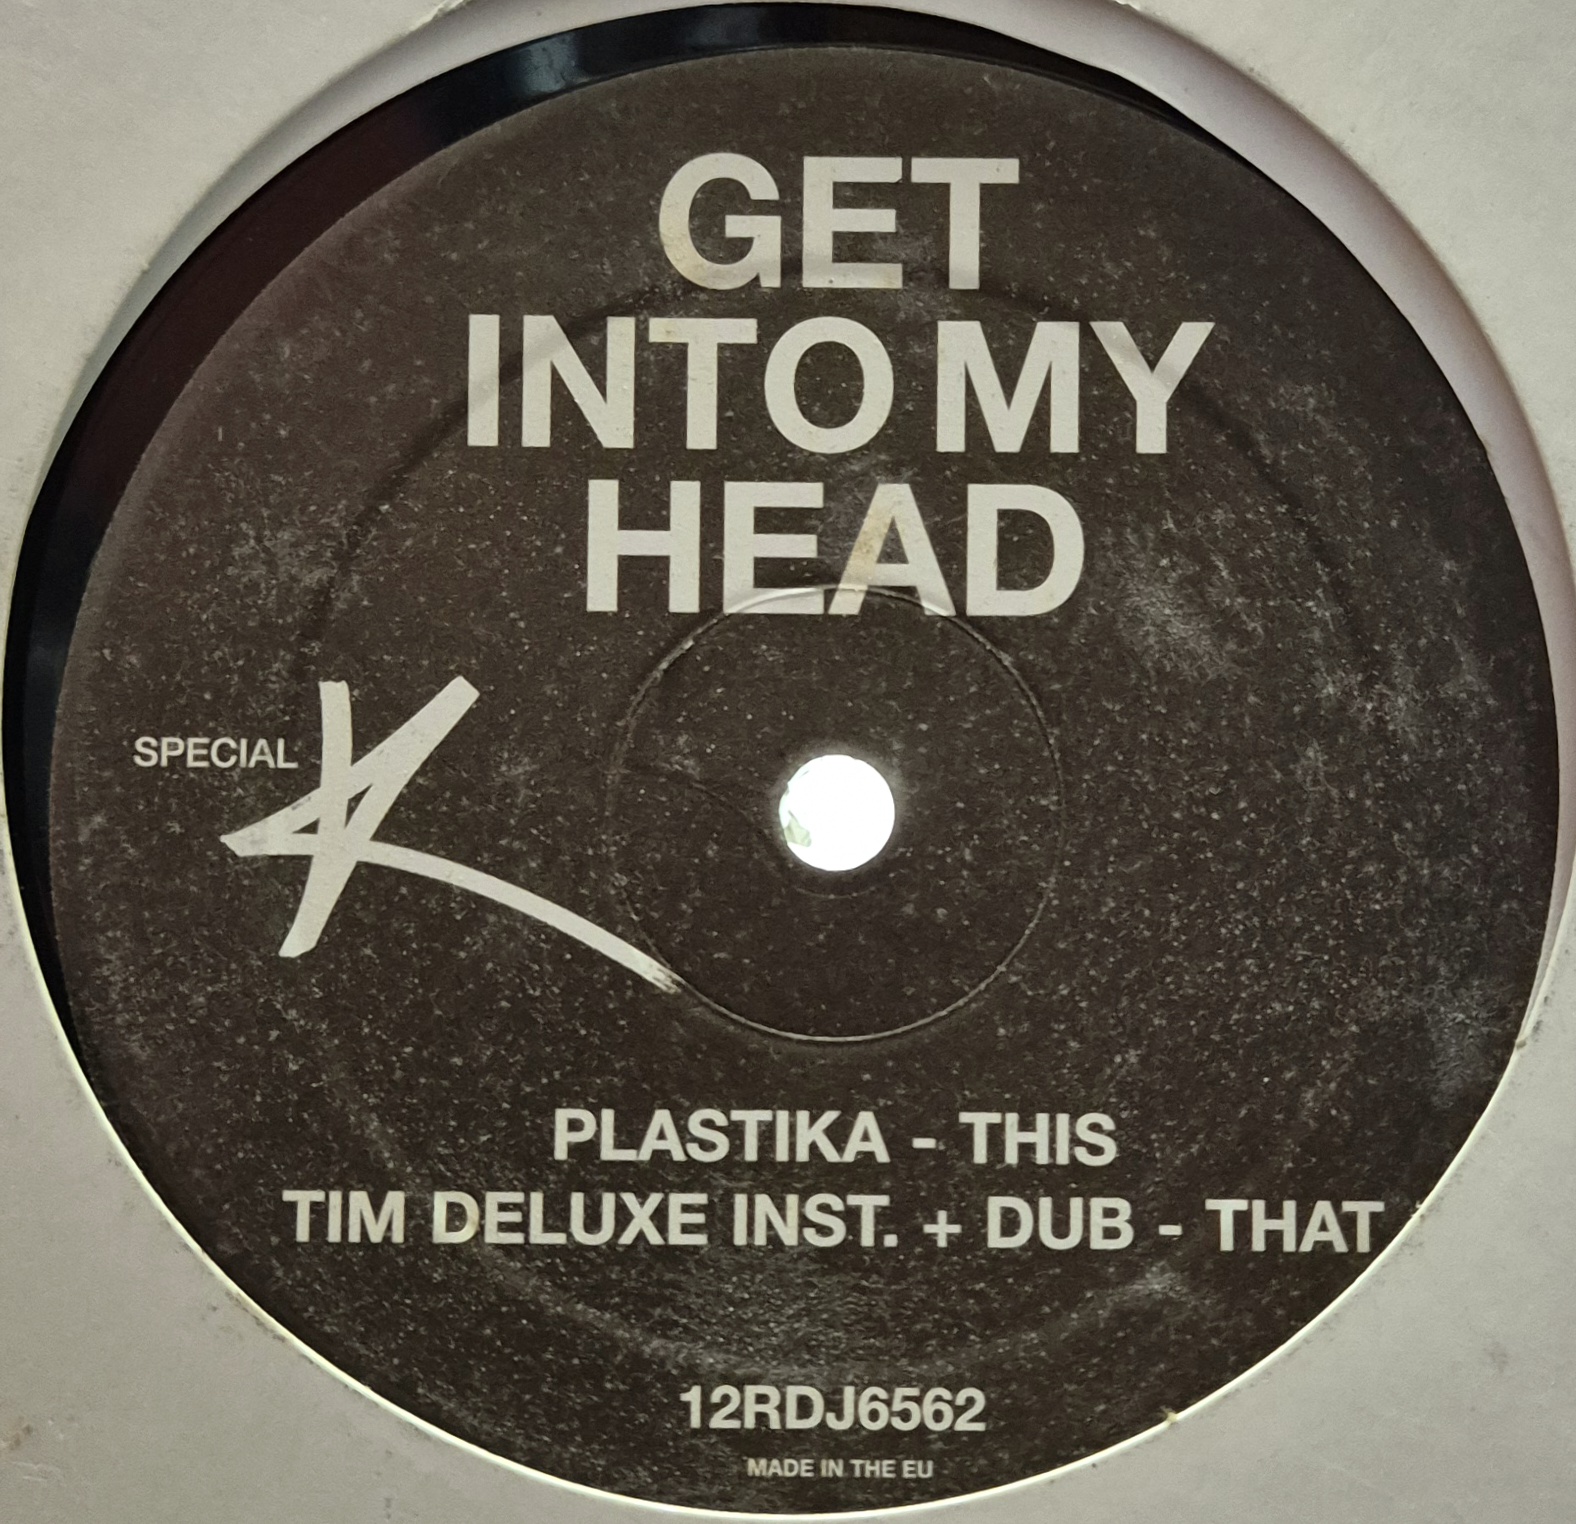 GET
INTO MY
HEAD
SPECIAL
K
PLASTIKA - THIS
TIM DELUXE INST. + DUB - THAT
12RDJ6562
MADE IN THE EU